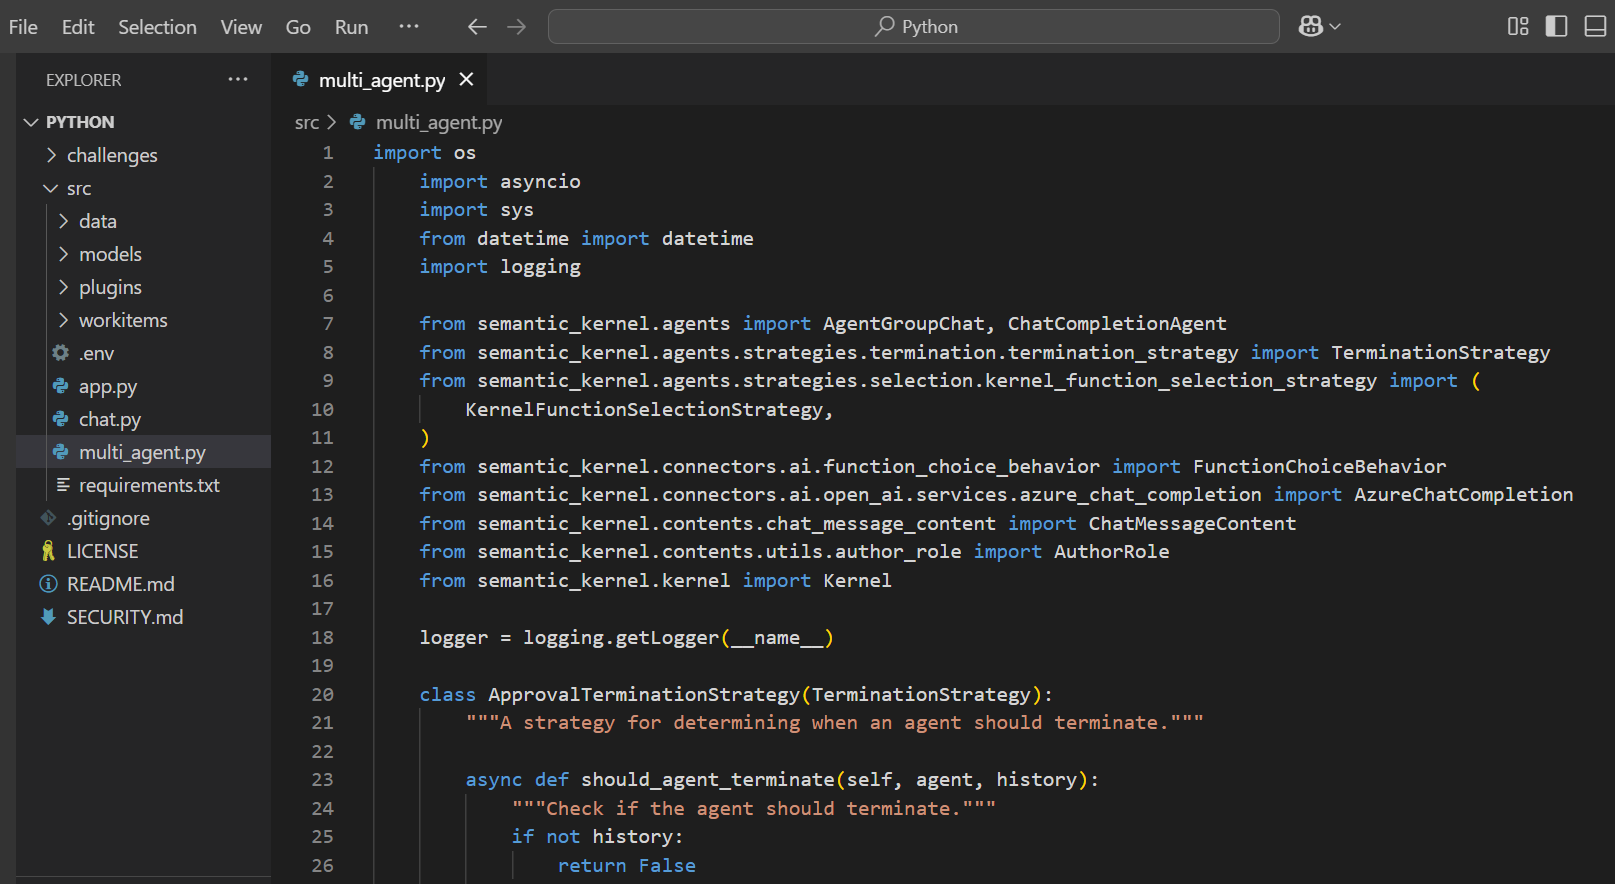 File Edit Selection View Go Run ···
Python
EXPLORER ···
PYTHON
challenges
src
data
models
plugins
workitems
.env
app.py
chat.py
multi_agent.py
requirements.txt
.gitignore
LICENSE
README.md
SECURITY.md
multi_agent.py
src > multi_agent.py
1 import os
2     import asyncio
3     import sys
4     from datetime import datetime
5     import logging
6
7     from semantic_kernel.agents import AgentGroupChat, ChatCompletionAgent
8     from semantic_kernel.agents.strategies.termination.termination_strategy import TerminationStrategy
9     from semantic_kernel.agents.strategies.selection.kernel_function_selection_strategy import (
10         KernelFunctionSelectionStrategy,
11     )
12     from semantic_kernel.connectors.ai.function_choice_behavior import FunctionChoiceBehavior
13     from semantic_kernel.connectors.ai.open_ai.services.azure_chat_completion import AzureChatCompletion
14     from semantic_kernel.contents.chat_message_content import ChatMessageContent
15     from semantic_kernel.contents.utils.author_role import AuthorRole
16     from semantic_kernel.kernel import Kernel
17
18     logger = logging.getLogger(__name__)
19
20     class ApprovalTerminationStrategy(TerminationStrategy):
21         """A strategy for determining when an agent should terminate."""
22
23         async def should_agent_terminate(self, agent, history):
24             """Check if the agent should terminate."""
25             if not history:
26                 return False